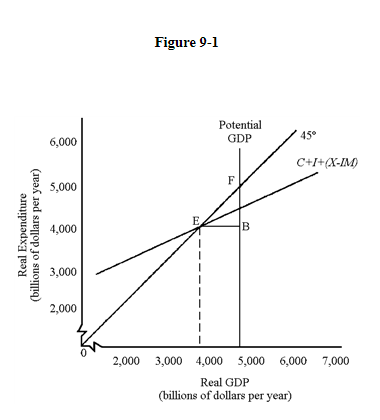 Figure 9-1
Potential
GDP
45°
C+I+(X-IM)
F
E
B
Real Expenditure
(billions of dollars per year)
6,000
5,000
4,000
3,000
2,000
0
2,000 3,000 4,000 5,000 6,000 7,000
Real GDP
(billions of dollars per year)